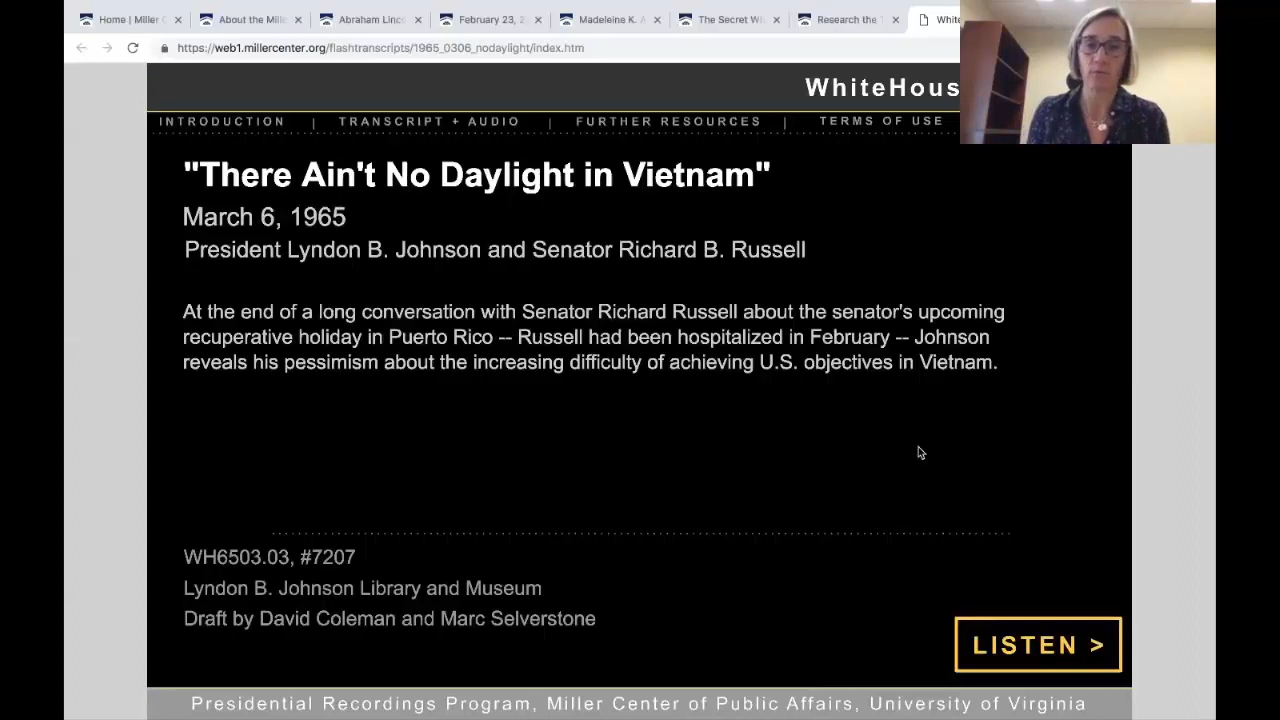 Home | Miller C
About the Mille
Abraham Linco
February 23, 2
Madeleine K. A
The Secret Wh
Research the T
White
https://web1.millercenter.org/flashtranscripts/1965_0306_nodaylight/index.htm
WhiteHous
INTRODUCTION | TRANSCRIPT + AUDIO | FURTHER RESOURCES | TERMS OF USE
"There Ain't No Daylight in Vietnam"
March 6, 1965
President Lyndon B. Johnson and Senator Richard B. Russell
At the end of a long conversation with Senator Richard Russell about the senator's upcoming
recuperative holiday in Puerto Rico -- Russell had been hospitalized in February -- Johnson
reveals his pessimism about the increasing difficulty of achieving U.S. objectives in Vietnam.
WH6503.03, #7207
Lyndon B. Johnson Library and Museum
Draft by David Coleman and Marc Selverstone
LISTEN >
Presidential Recordings Program, Miller Center of Public Affairs, University of Virginia